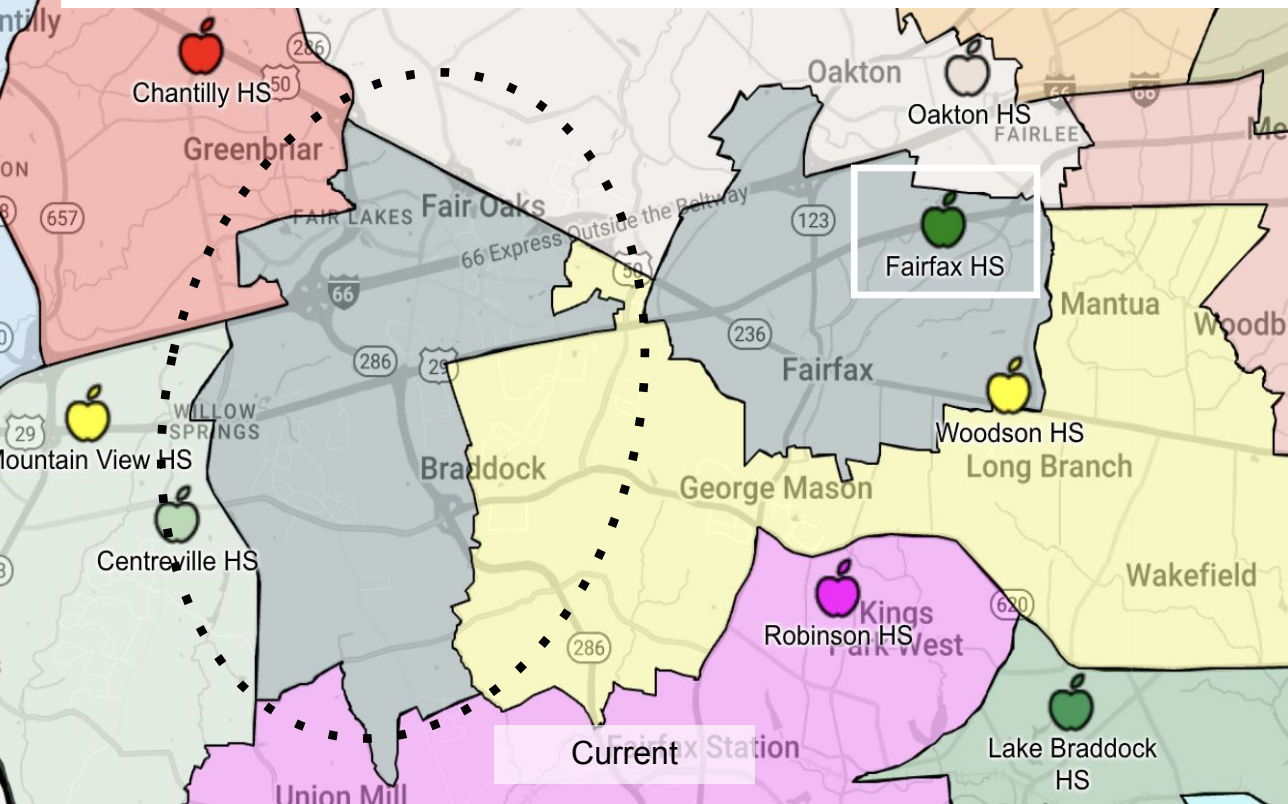 ntilly
286
Chantilly HS
50
Oakton
Oakton HS
66
66
FAIRLEE
Me
Greenbriar
ON
657
FAIR LAKES
Fair Oaks
66 Express Outside the Beltway
123
50
Fairfax HS
66
Mantua
Woodb
236
286
29
Fairfax
29
WILLOW
SPRINGS
Mountain View HS
Woodson HS
Braddock
Long Branch
George Mason
Centreville HS
Wakefield
620
Kings
Park West
Robinson HS
286
Lake Braddock
HS
Current
Fairfax Station
Union Mill